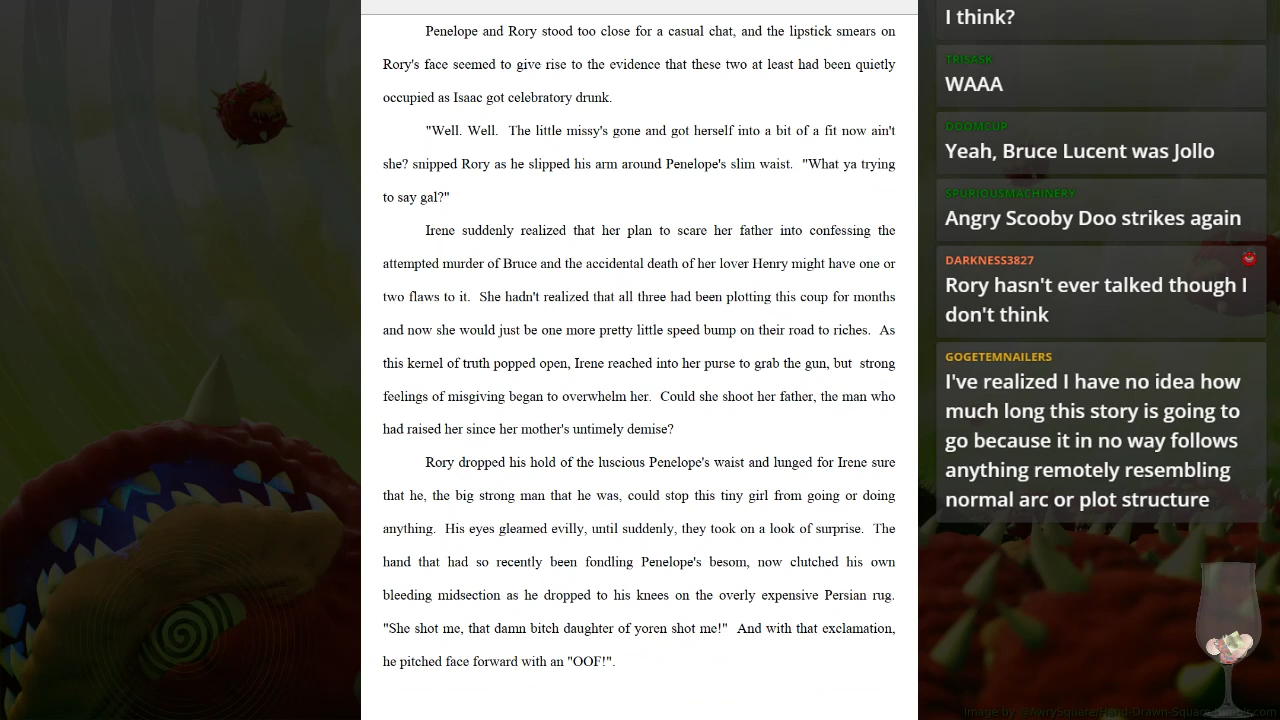 Penelope and Rory stood too close for a casual chat, and the lipstick smears on
Rory's face seemed to give rise to the evidence that these two at least had been quietly
occupied as Isaac got celebratory drunk.
"Well. Well.  The little missy's gone and got herself into a bit of a fit now ain't
she? snipped Rory as he slipped his arm around Penelope's slim waist.  "What ya trying
to say gal?"
Irene suddenly realized that her plan to scare her father into confessing the
attempted murder of Bruce and the accidental death of her lover Henry might have one or
two flaws to it.  She hadn't realized that all three had been plotting this coup for months
and now she would just be one more pretty little speed bump on their road to riches.  As
this kernel of truth popped open, Irene reached into her purse to grab the gun, but  strong
feelings of misgiving began to overwhelm her.  Could she shoot her father, the man who
had raised her since her mother's untimely demise?
Rory dropped his hold of the luscious Penelope's waist and lunged for Irene sure
that he, the big strong man that he was, could stop this tiny girl from going or doing
anything.  His eyes gleamed evilly, until suddenly, they took on a look of surprise.  The
hand that had so recently been fondling Penelope's besom, now clutched his own
bleeding midsection as he dropped to his knees on the overly expensive Persian rug.
"She shot me, that damn bitch daughter of yoren shot me!"  And with that exclamation,
he pitched face forward with an "OOF!".
I think?
TRISASK
WAAA
DOOMCUP
Yeah, Bruce Lucent was Jollo
SPURIOUSMACHINERY
Angry Scooby Doo strikes again
DARKNESS3827
Rory hasn't ever talked though I
don't think
GOGETEMNAILERS
I've realized I have no idea how
much long this story is going to
go because it in no way follows
anything remotely resembling
normal arc or plot structure